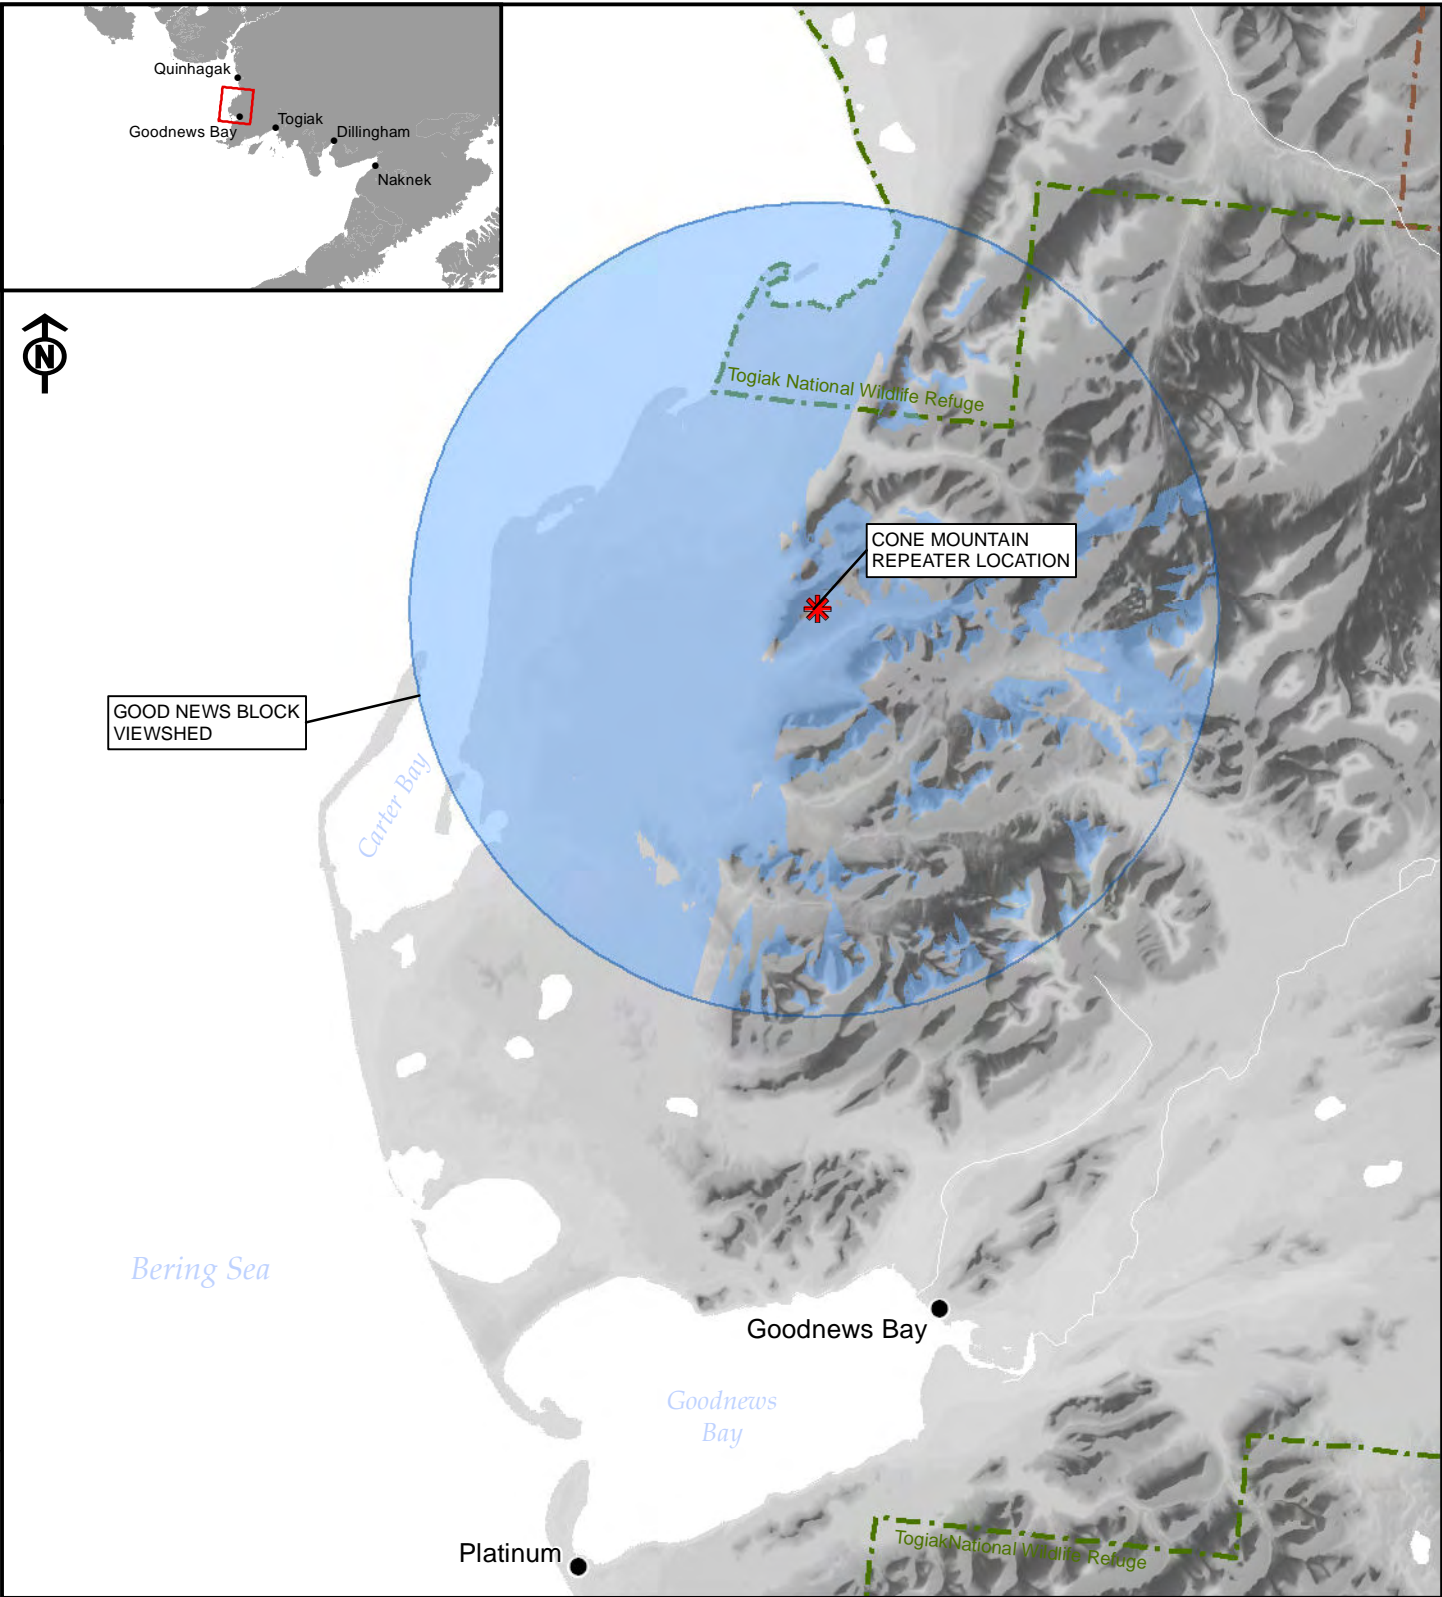 Quinhagak
Goodnews Bay
Togiak
Dillingham
Naknek
N
Togiak National Wildlife Refuge
CONE MOUNTAIN
REPEATER LOCATION
GOOD NEWS BLOCK
VIEWSHED
Carter Bay
Bering Sea
Goodnews Bay
Goodnews
Bay
Platinum
TogiakNational Wildlife Refuge